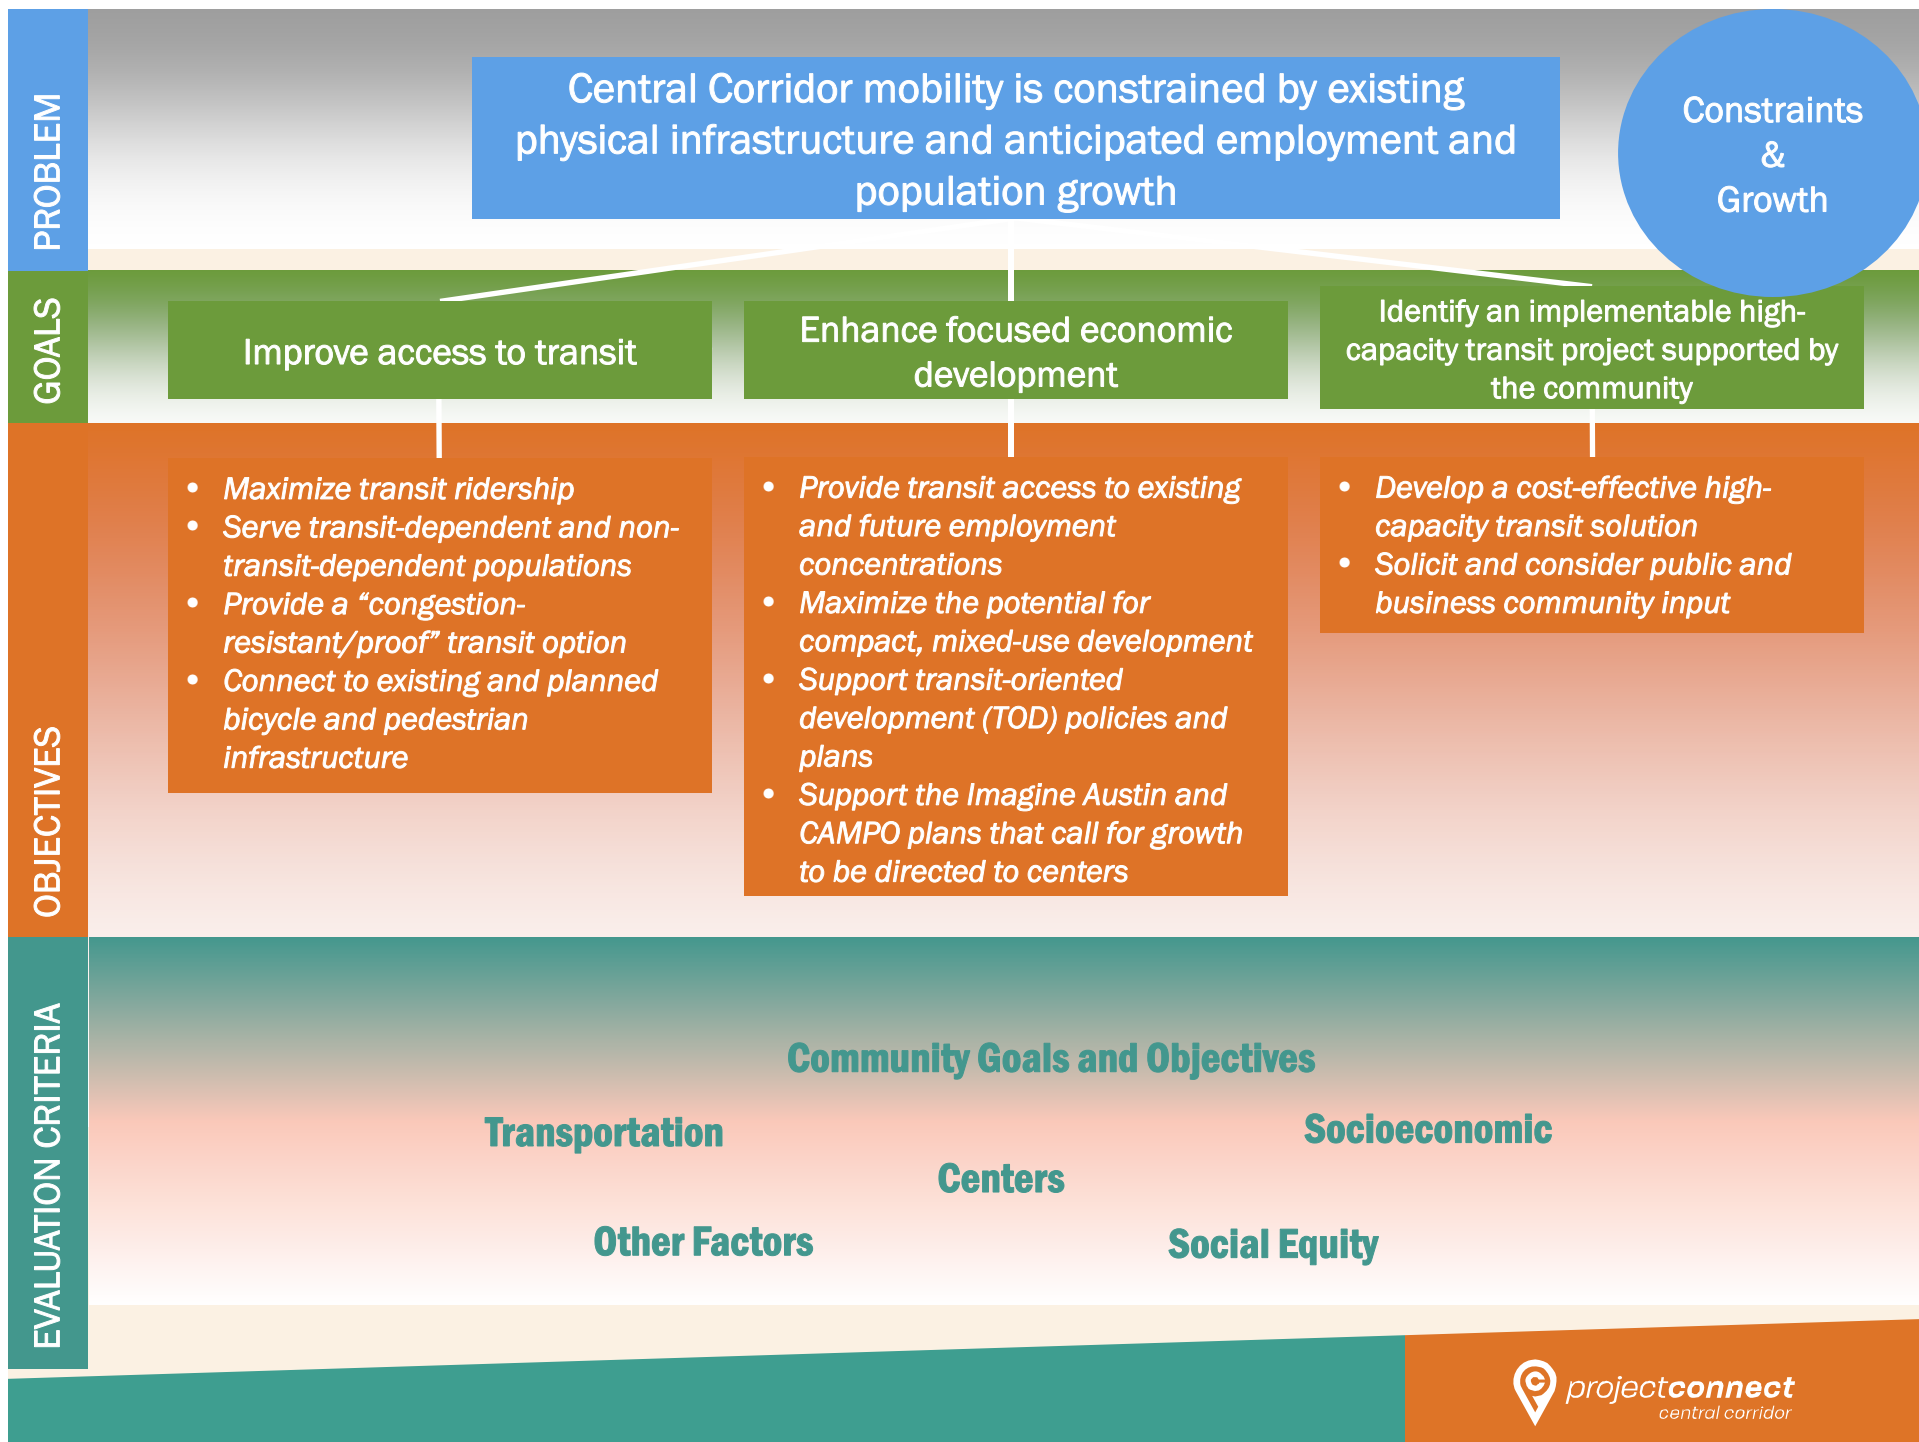 PROBLEM
Central Corridor mobility is constrained by existing
physical infrastructure and anticipated employment and
population growth
Constraints
&
Growth
GOALS
Improve access to transit
Enhance focused economic
development
Identify an implementable high-
capacity transit project supported by
the community
OBJECTIVES
• Maximize transit ridership
• Serve transit-dependent and non-
transit-dependent populations
• Provide a “congestion-
resistant/proof” transit option
• Connect to existing and planned
bicycle and pedestrian
infrastructure
• Provide transit access to existing
and future employment
concentrations
• Maximize the potential for
compact, mixed-use development
• Support transit-oriented
development (TOD) policies and
plans
• Support the Imagine Austin and
CAMPO plans that call for growth
to be directed to centers
• Develop a cost-effective high-
capacity transit solution
• Solicit and consider public and
business community input
EVALUATION CRITERIA
Community Goals and Objectives
Transportation
Socioeconomic
Centers
Other Factors
Social Equity
projectconnect
central corridor